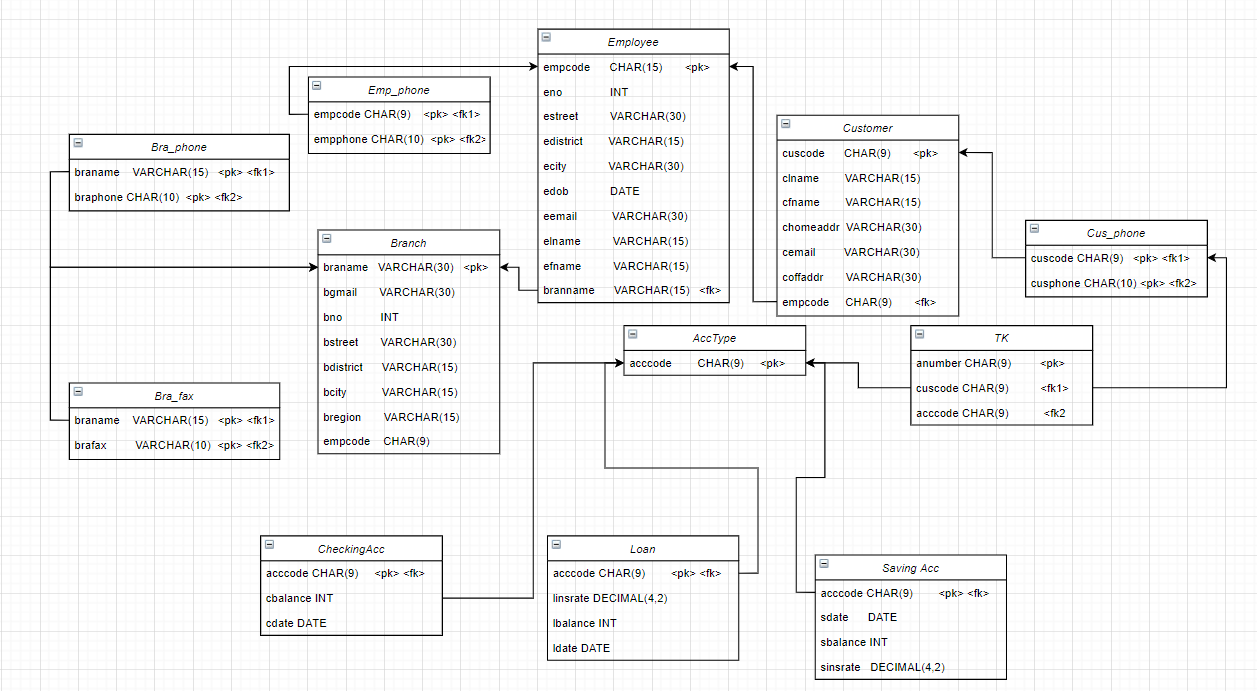 Employee
empcode CHAR(15) <pk>
eno INT
estreet VARCHAR(30)
edistrict VARCHAR(15)
ecity VARCHAR(30)
edob DATE
eemail VARCHAR(30)
elname VARCHAR(15)
efname VARCHAR(15)
branname VARCHAR(15) <fk>
Emp_phone
empcode CHAR(9) <pk> <fk1>
empphone CHAR(10) <pk> <fk2>
Customer
cuscode CHAR(9) <pk>
clname VARCHAR(15)
cfname VARCHAR(15)
chomeaddr VARCHAR(30)
cemail VARCHAR(30)
coffaddr VARCHAR(30)
empcode CHAR(9) <fk>
Bra_phone
braname VARCHAR(15) <pk> <fk1>
braphone CHAR(10) <pk> <fk2>
Branch
braname VARCHAR(30) <pk>
bgmail VARCHAR(30)
bno INT
bstreet VARCHAR(30)
bdistrict VARCHAR(15)
bcity VARCHAR(15)
bregion VARCHAR(15)
empcode CHAR(9)
Cus_phone
cuscode CHAR(9) <pk> <fk1>
cusphone CHAR(10) <pk> <fk2>
AccType
acccode CHAR(9) <pk>
TK
anumber CHAR(9) <pk>
cuscode CHAR(9) <fk1>
acccode CHAR(9) <fk2
Bra_fax
braname VARCHAR(15) <pk> <fk1>
brafax VARCHAR(10) <pk> <fk2>
CheckingAcc
acccode CHAR(9) <pk> <fk>
cbalance INT
cdate DATE
Loan
acccode CHAR(9) <pk> <fk>
linsrate DECIMAL(4,2)
lbalance INT
ldate DATE
Saving Acc
acccode CHAR(9) <pk> <fk>
sdate DATE
sbalance INT
sinsrate DECIMAL(4,2)